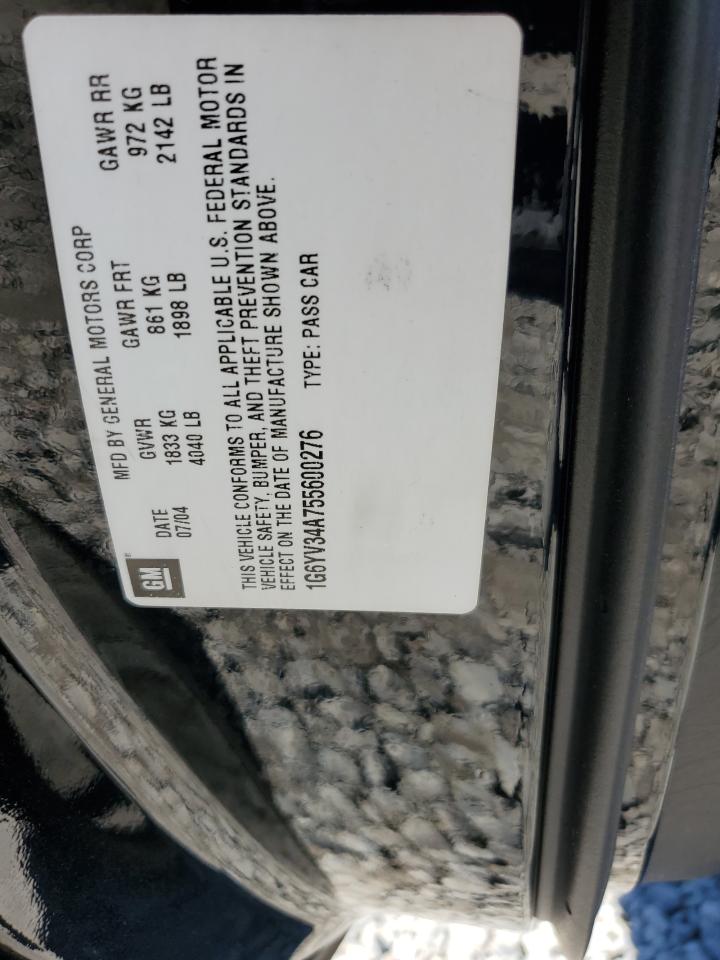 MFD BY GENERAL MOTORS CORP
GM®
DATE GVWR GAWR FRT GAWR RR
07/04 1833 KG 861 KG 972 KG
4040 LB 1898 LB 2142 LB
THIS VEHICLE CONFORMS TO ALL APPLICABLE U.S. FEDERAL MOTOR
VEHICLE SAFETY, BUMPER, AND THEFT PREVENTION STANDARDS IN
EFFECT ON THE DATE OF MANUFACTURE SHOWN ABOVE.
1G6YV34A755600276 TYPE: PASS CAR